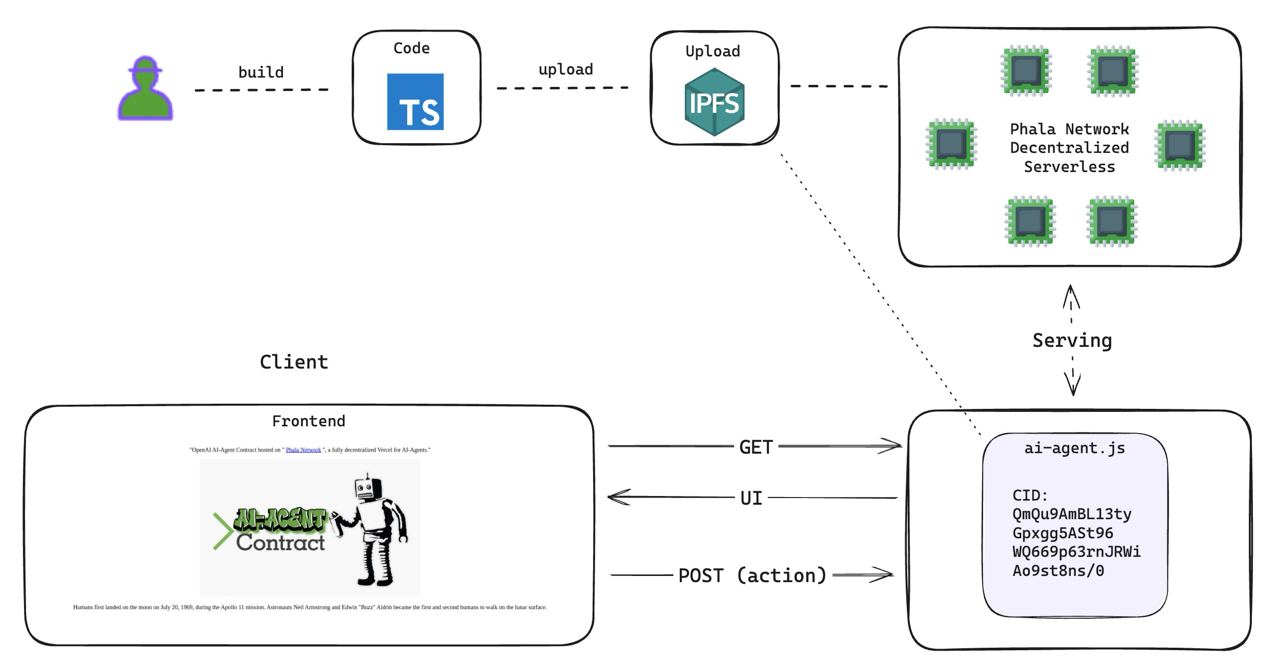 build
Code
TS
upload
Upload
IPFS
Phala Network
Decentralized
Serverless
Serving
Client
Frontend
"OpenAI AI-Agent Contract hosted on " Phala Network ", a fully decentralized Vercel for AI-Agents."
AI-AGENT
Contract
Humans first landed on the moon on July 20, 1969, during the Apollo 11 mission. Astronauts Neil Armstrong and Edwin "Buzz" Aldrin became the first and second humans to walk on the lunar surface.
GET
UI
POST (action)
ai-agent.js
CID:
QmQu9AmBL13ty
Gpxgg5ASt96
WQ669p63rnJRWi
Ao9st8ns/0